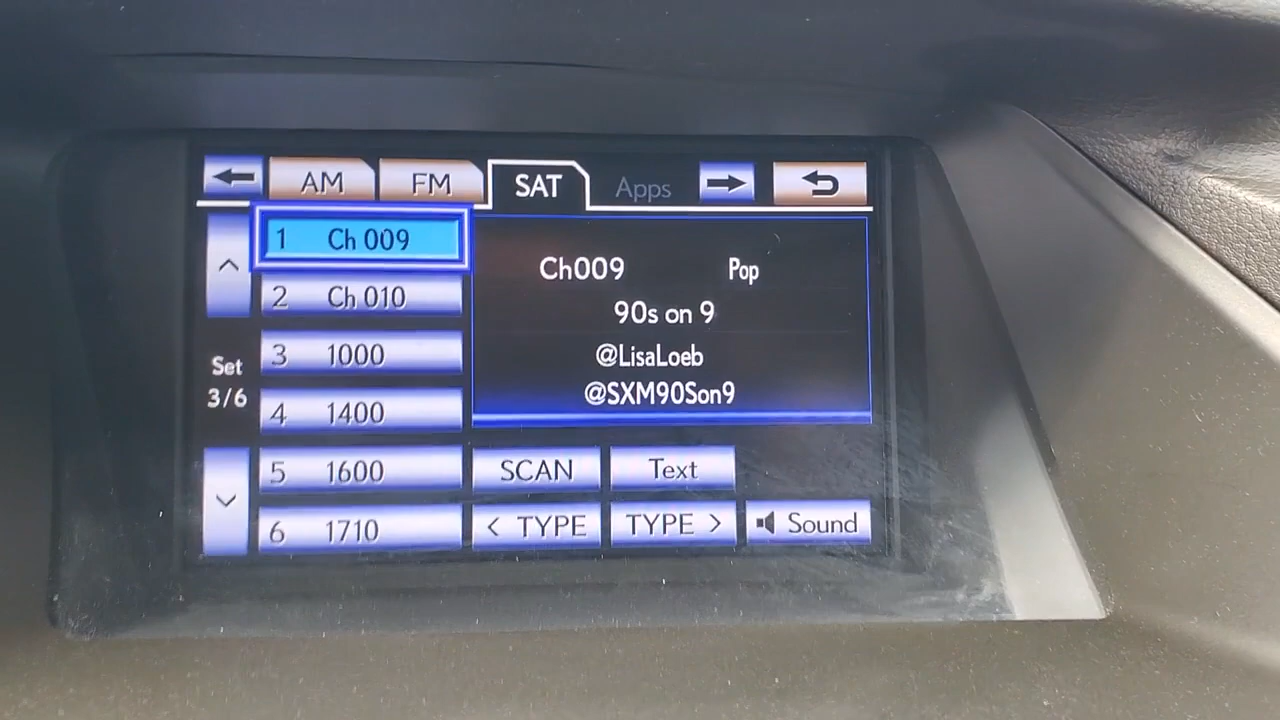 AM FM SAT Apps
1 Ch 009
2 Ch 010
3 1000
4 1400
5 1600
6 1710
Set
3/6
Ch009 Pop
90s on 9
@LisaLoeb
@SXM90Son9
SCAN Text
< TYPE TYPE > Sound